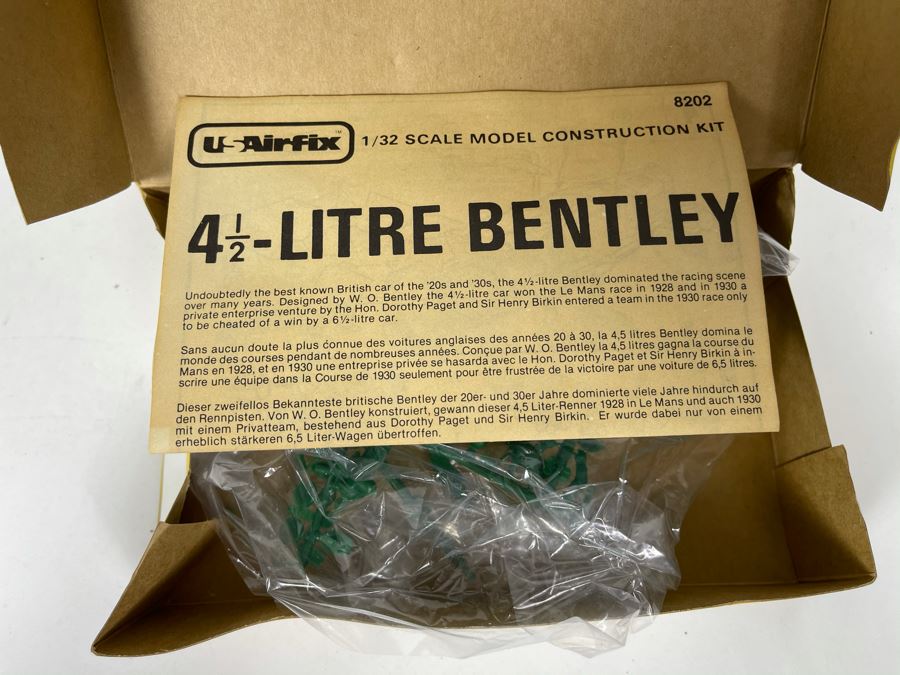 8202
USAirfix™ 1/32 SCALE MODEL CONSTRUCTION KIT
4½-LITRE BENTLEY
Undoubtedly the best known British car of the '20s and '30s, the 4½-litre Bentley dominated the racing scene
over many years. Designed by W. O. Bentley the 4½-litre car won the Le Mans race in 1928 and in 1930 a
private enterprise venture by the Hon. Dorothy Paget and Sir Henry Birkin entered a team in the 1930 race only
to be cheated of a win by a 6½-litre car.
Sans aucun doute la plus connue des voitures anglaises des années 20 à 30, la 4,5 litres Bentley domina le
monde des courses pendant de nombreuses années. Conçue par W. O. Bentley la 4,5 litres gagna la course du
Mans en 1928, et en 1930 une entreprise privée se hasarda avec le Hon. Dorothy Paget et Sir Henry Birkin à in-
scrire une équipe dans la Course de 1930 seulement pour être frustrée de la victoire par une voiture de 6,5 litres.
Dieser zweifellos Bekannteste britische Bentley der 20er- und 30er Jahre dominierte viele Jahre hindurch auf
den Rennpisten. Von W. O. Bentley konstruiert, gewann dieser 4,5 Liter-Renner 1928 in Le Mans und auch 1930
mit einem Privatteam, bestehend aus Dorothy Paget und Sir Henry Birkin. Er wurde dabei nur von einem
erheblich stärkeren 6,5 Liter-Wagen übertroffen.